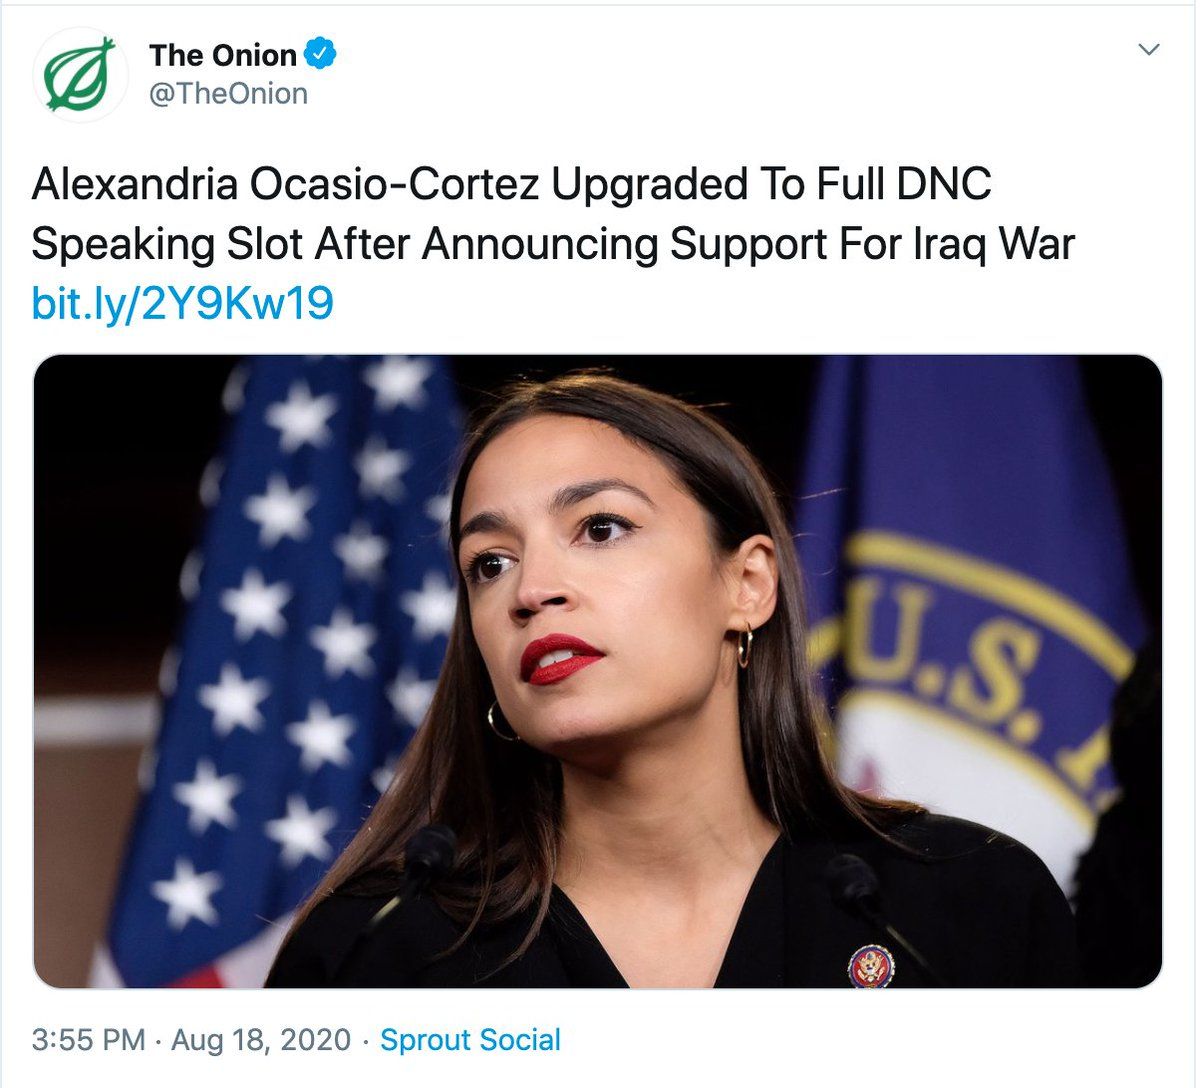 The Onion
@TheOnion
Alexandria Ocasio-Cortez Upgraded To Full DNC
Speaking Slot After Announcing Support For Iraq War
bit.ly/2Y9Kw19
U.S.
3:55 PM · Aug 18, 2020 · Sprout Social